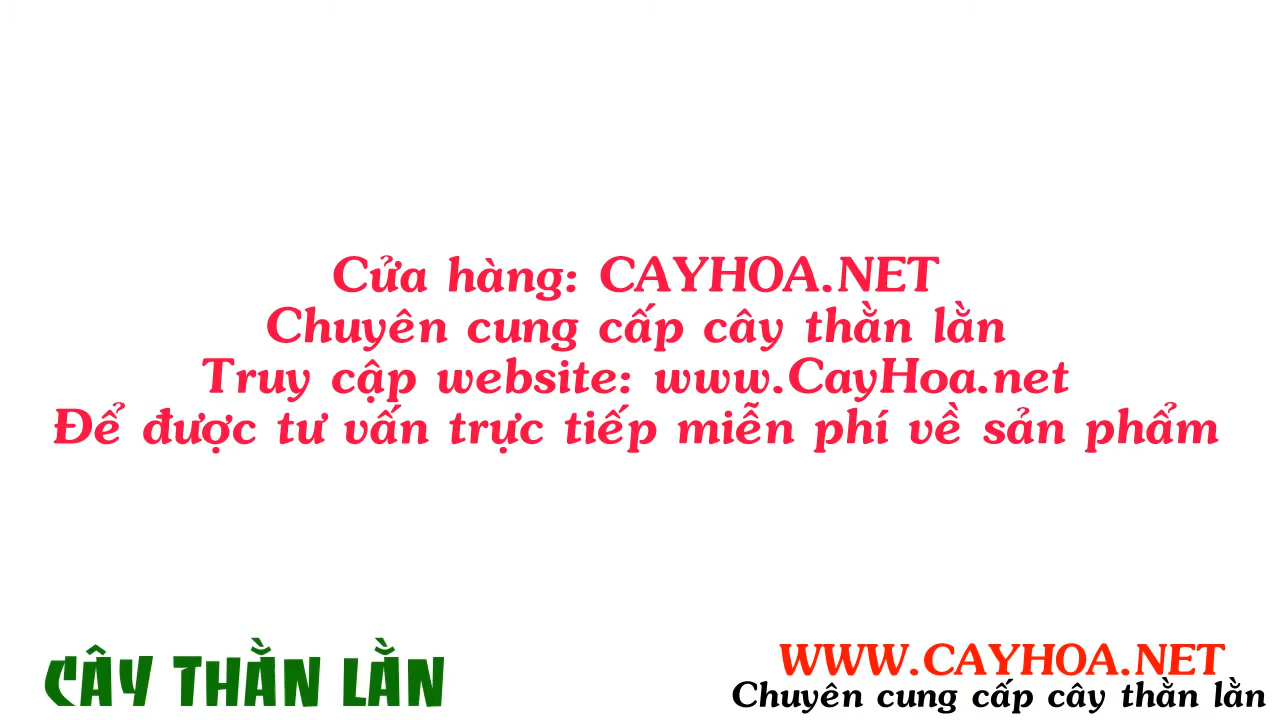 Cửa hàng: CAYHOA.NET
Chuyên cung cấp cây thằn lằn
Truy cập website: www.CayHoa.net
Để được tư vấn trực tiếp miễn phí về sản phẩm
CÂY THẰN LẰN
WWW.CAYHOA.NET
Chuyên cung cấp cây thằn lằn